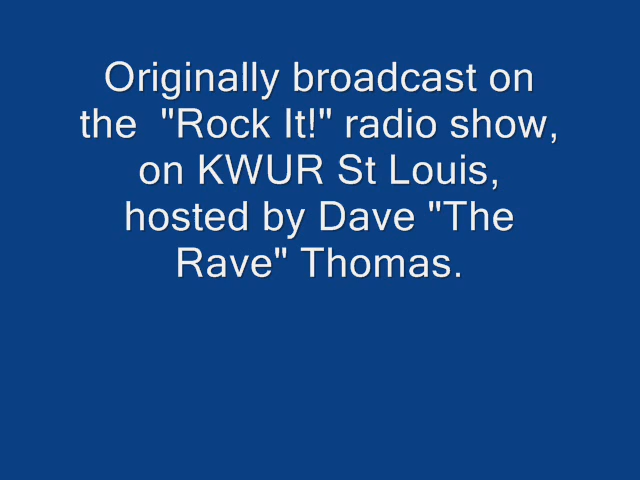 Originally broadcast on
the  "Rock It!" radio show,
on KWUR St Louis,
hosted by Dave "The
Rave" Thomas.